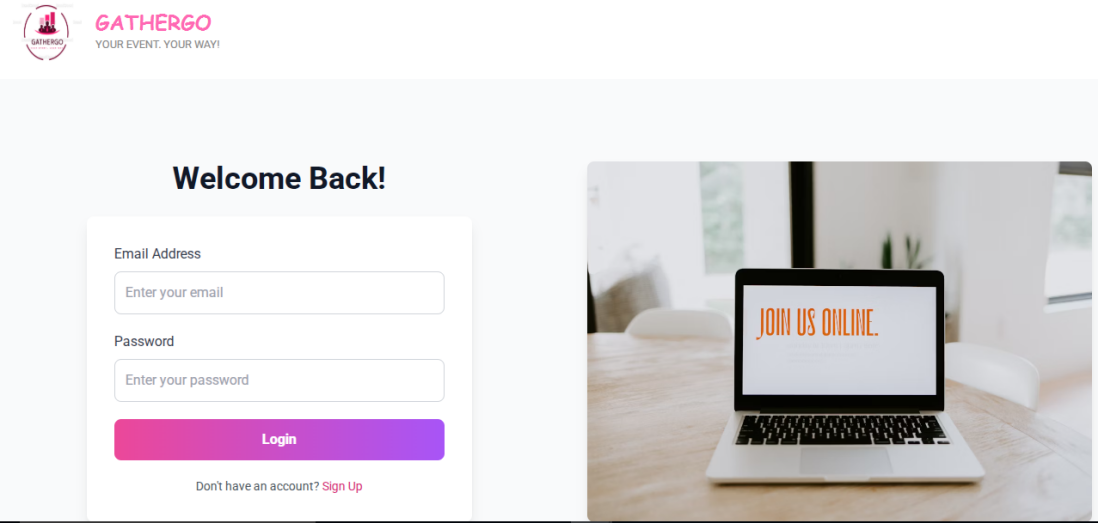 GATHERGO
GATHERGO
YOUR EVENT. YOUR WAY!
Welcome Back!
Email Address
Enter your email
Password
Enter your password
Login
Don't have an account? Sign Up
JOIN US ONLINE.